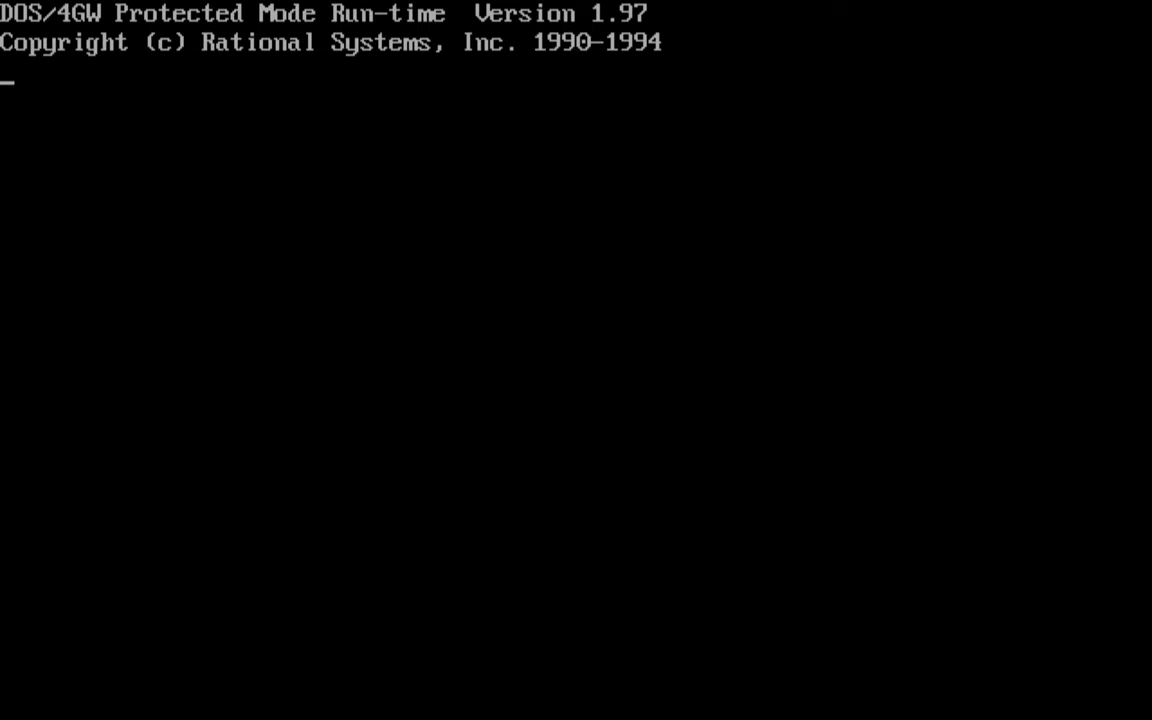 DOS/4GW Protected Mode Run-time  Version 1.97
Copyright (c) Rational Systems, Inc. 1990-1994